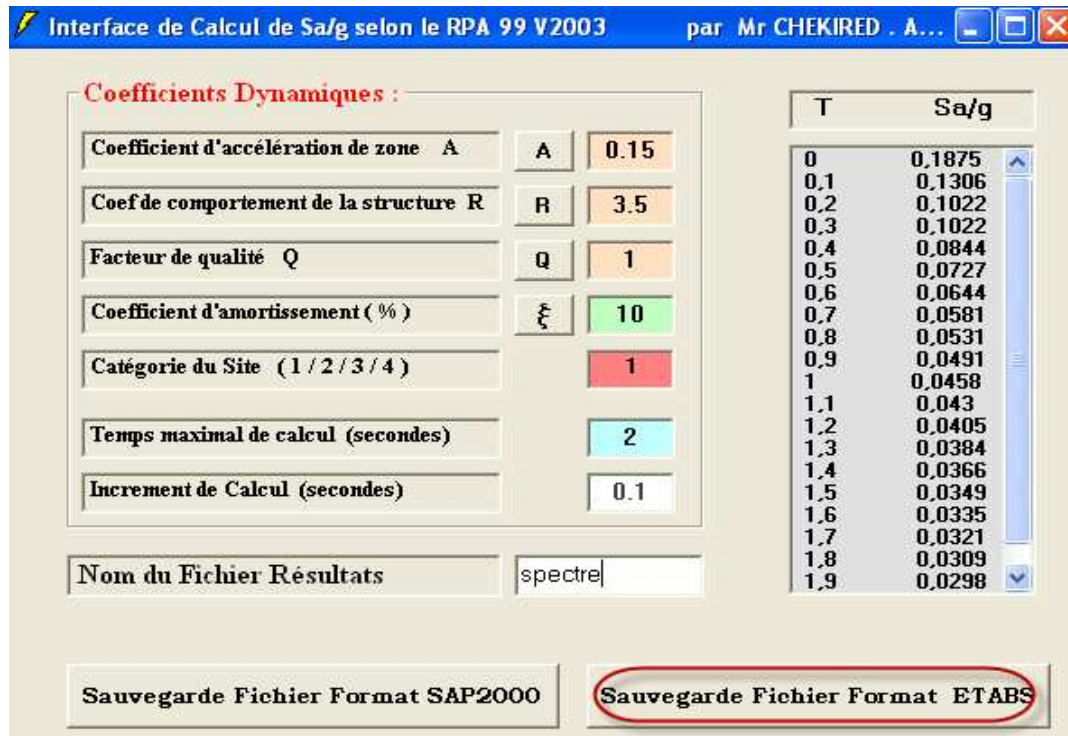 Interface de Calcul de Sa/g selon le RPA 99 V2003 par Mr CHEKIRED . A...
Coefficients Dynamiques :
Coefficient d'accélération de zone A A 0.15
Coef de comportement de la structure R R 3.5
Facteur de qualité Q Q 1
Coefficient d'amortissement ( % ) ξ 10
Catégorie du Site ( 1 / 2 / 3 / 4 ) 1
Temps maximal de calcul (secondes) 2
Increment de Calcul (secondes) 0.1
Nom du Fichier Résultats spectre
T Sa/g
0 0,1875
0,1 0,1306
0,2 0,1022
0,3 0,1022
0,4 0,0844
0,5 0,0727
0,6 0,0644
0,7 0,0581
0,8 0,0531
0,9 0,0491
1 0,0458
1,1 0,043
1,2 0,0405
1,3 0,0384
1,4 0,0366
1,5 0,0349
1,6 0,0335
1,7 0,0321
1,8 0,0309
1,9 0,0298
Sauvegarde Fichier Format SAP2000
Sauvegarde Fichier Format ETABS